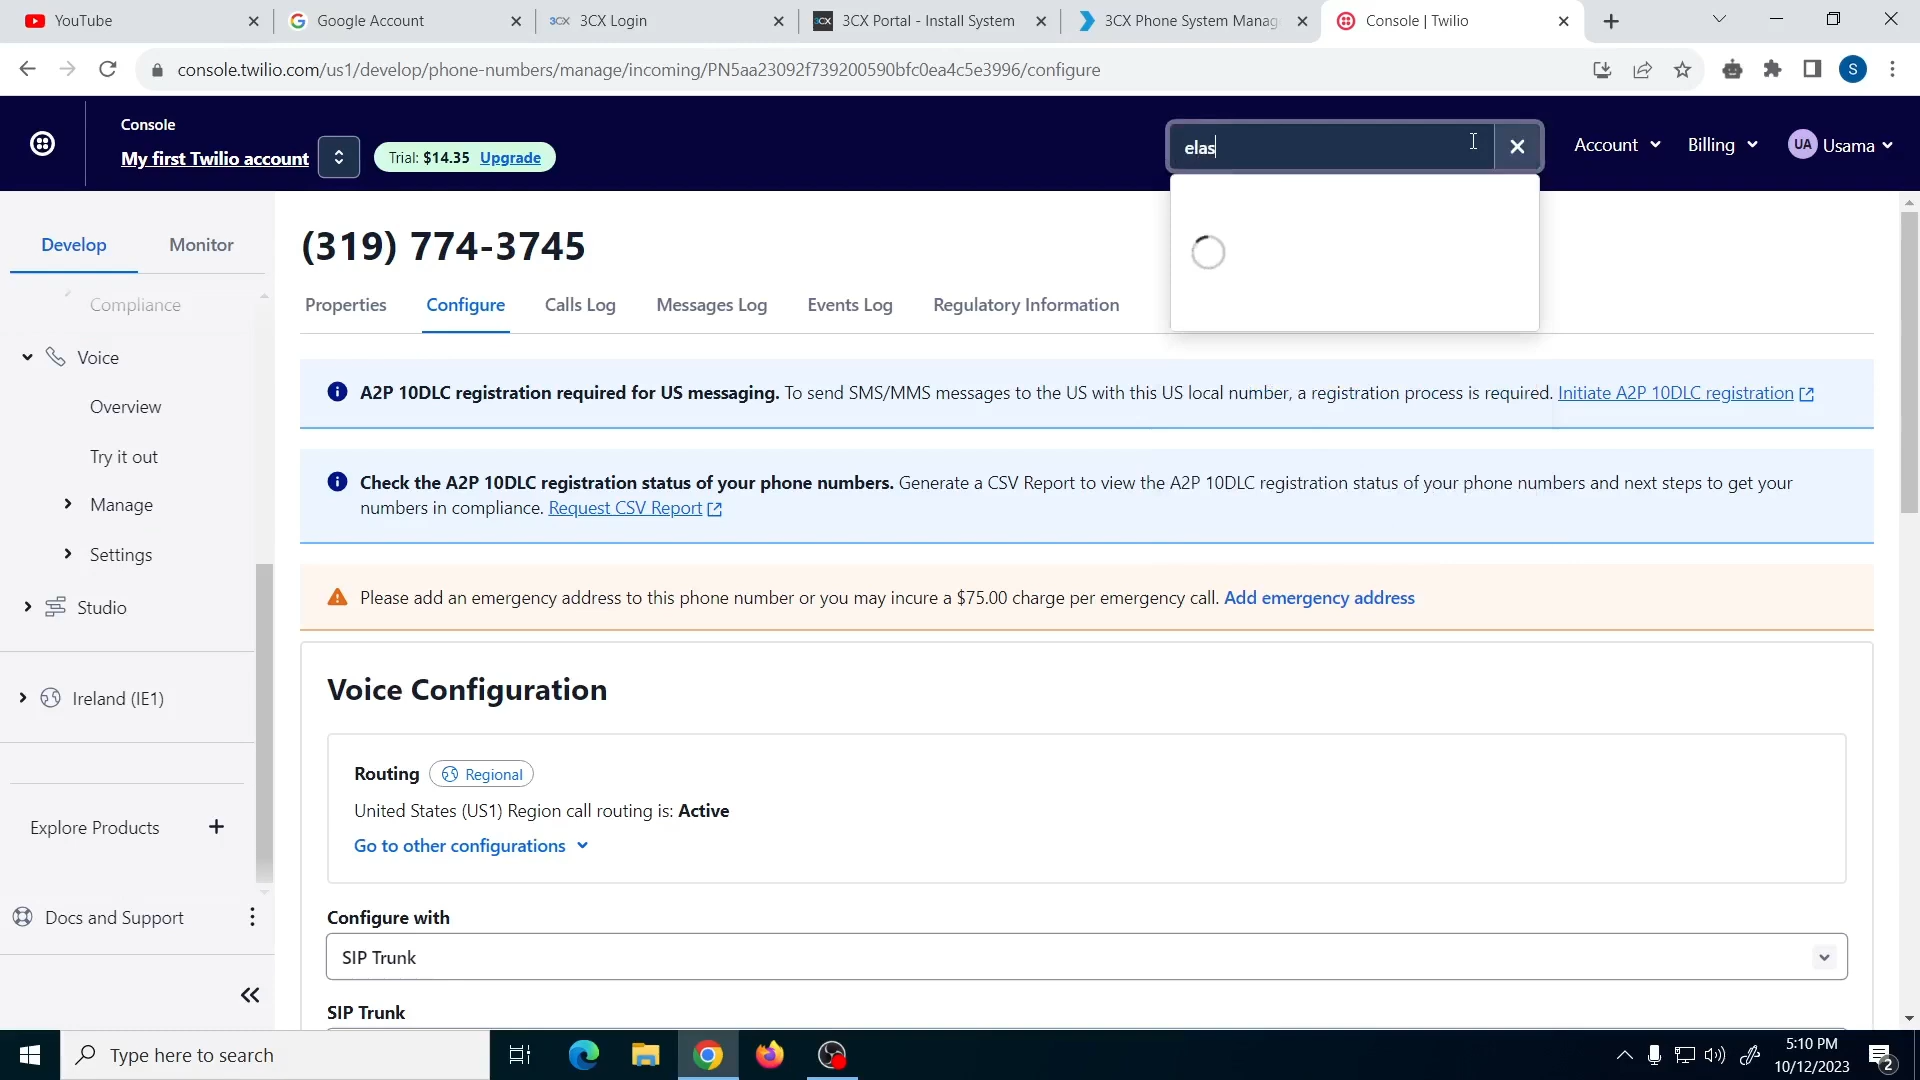 YouTube
Google Account
3CX Login
3CX Portal - Install System
3CX Phone System Manag
Console | Twilio
console.twilio.com/us1/develop/phone-numbers/manage/incoming/PN5aa23092f739200590bfc0ea4c5e3996/configure
S
Console
My first Twilio account
Trial: $14.35 Upgrade
elas
Account
Billing
UA Usama
Develop
Monitor
Compliance
Voice
Overview
Try it out
Manage
Settings
Studio
Ireland (IE1)
Explore Products
Docs and Support
(319) 774-3745
Properties
Configure
Calls Log
Messages Log
Events Log
Regulatory Information
A2P 10DLC registration required for US messaging. To send SMS/MMS messages to the US with this US local number, a registration process is required. Initiate A2P 10DLC registration
Check the A2P 10DLC registration status of your phone numbers. Generate a CSV Report to view the A2P 10DLC registration status of your phone numbers and next steps to get your
numbers in compliance. Request CSV Report
Please add an emergency address to this phone number or you may incure a $75.00 charge per emergency call. Add emergency address
Voice Configuration
Routing Regional
United States (US1) Region call routing is: Active
Go to other configurations
Configure with
SIP Trunk
SIP Trunk
Type here to search
5:10 PM
10/12/2023
2